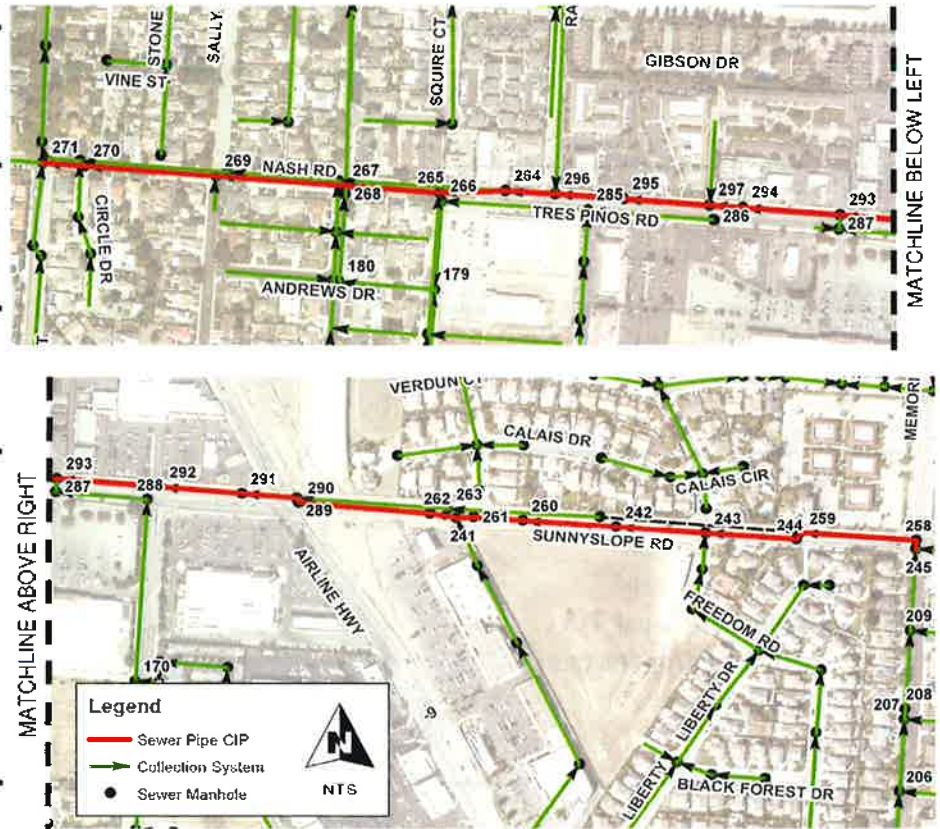 STONE
SALLY
SQUIRE CT
RA
VINE ST
GIBSON DR
MATCHLINE BELOW LEFT
271
270
269
NASH RD
267
268
265
266
264
296
285
295
297
294
286
293
287
TRES PINOS RD
CIRCLE DR
180
179
ANDREWS DR
T
VERDUN CT
CALAIS DR
CALAIS CIR
MEMORI
MATCHLINE ABOVE RIGHT
293
287
292
288
291
290
289
262
263
241
261
260
242
243
244
259
258
245
SUNNYSLOPE RD
AIRLINE HWY
FREEDOM RD
209
208
207
206
170
LIBERTY DR
LIBERTY
BLACK FOREST DR
-9
Legend
Sewer Pipe CIP
Collection System
Sewer Manhole
N
NTS